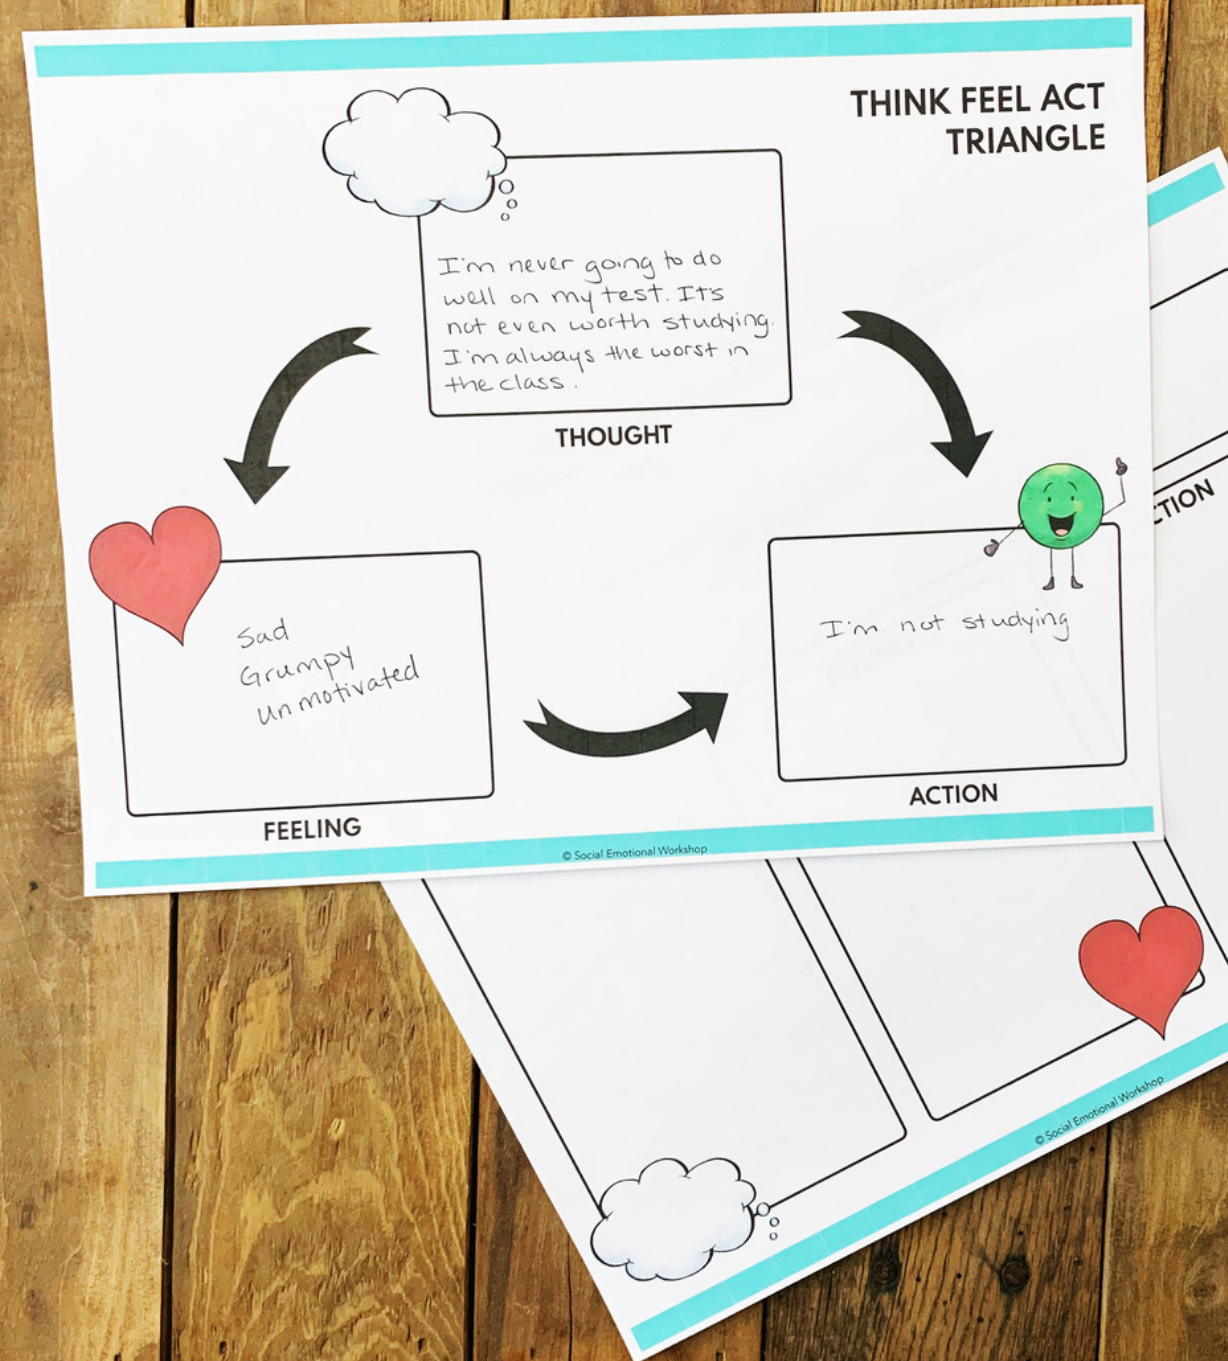 THINK FEEL ACT
TRIANGLE
I'm never going to do
well on my test. It's
not even worth studying.
I'm always the worst in
the class.
THOUGHT
Sad
Grumpy
Unmotivated
FEELING
I'm not studying
ACTION
© Social Emotional Workshop
CTION
© Social Emotional Workshop